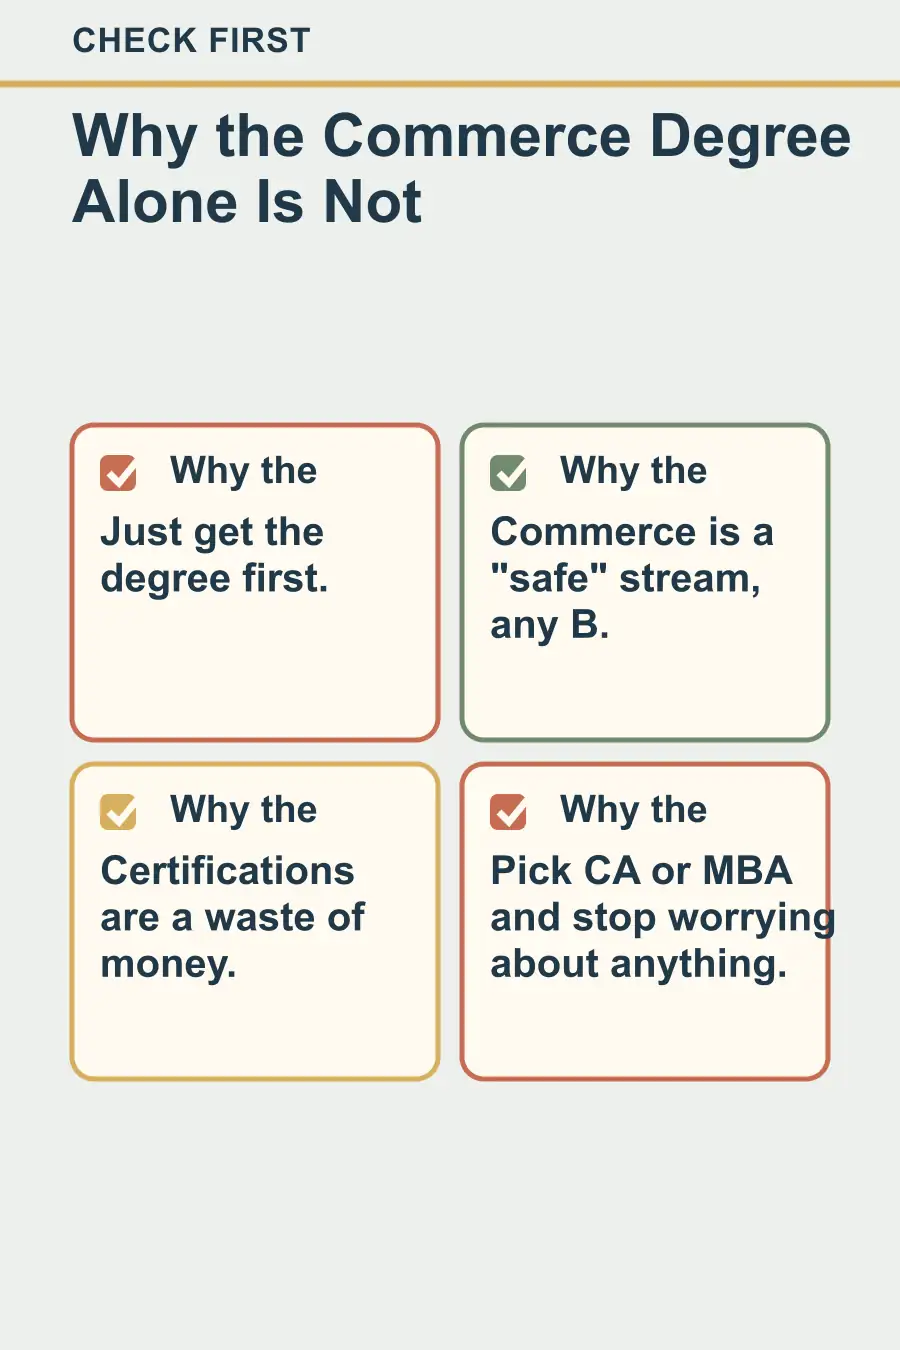 CHECK FIRST
Why the Commerce Degree
Alone Is Not
Why the
Just get the
degree first.
Why the
Commerce is a
"safe" stream,
any B.
Why the
Certifications
are a waste of
money.
Why the
Pick CA or MBA
and stop worrying
about anything.